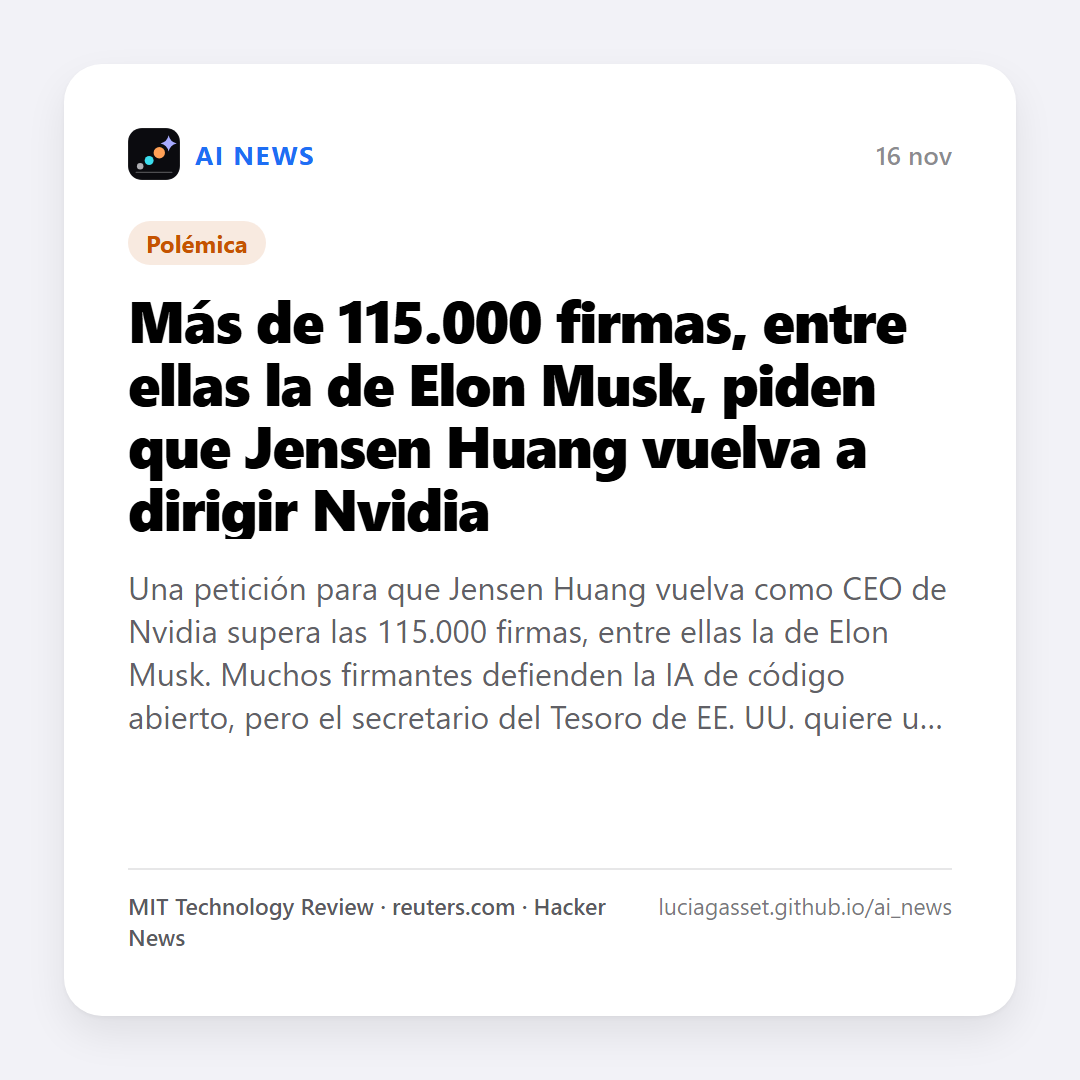 AI NEWS
16 nov
Polémica
Más de 115.000 firmas, entre
ellas la de Elon Musk, piden
que Jensen Huang vuelva a
dirigir Nvidia
Una petición para que Jensen Huang vuelva como CEO de
Nvidia supera las 115.000 firmas, entre ellas la de Elon
Musk. Muchos firmantes defienden la IA de código
abierto, pero el secretario del Tesoro de EE. UU. quiere u...
MIT Technology Review · reuters.com · Hacker
News
luciagasset.github.io/ai_news